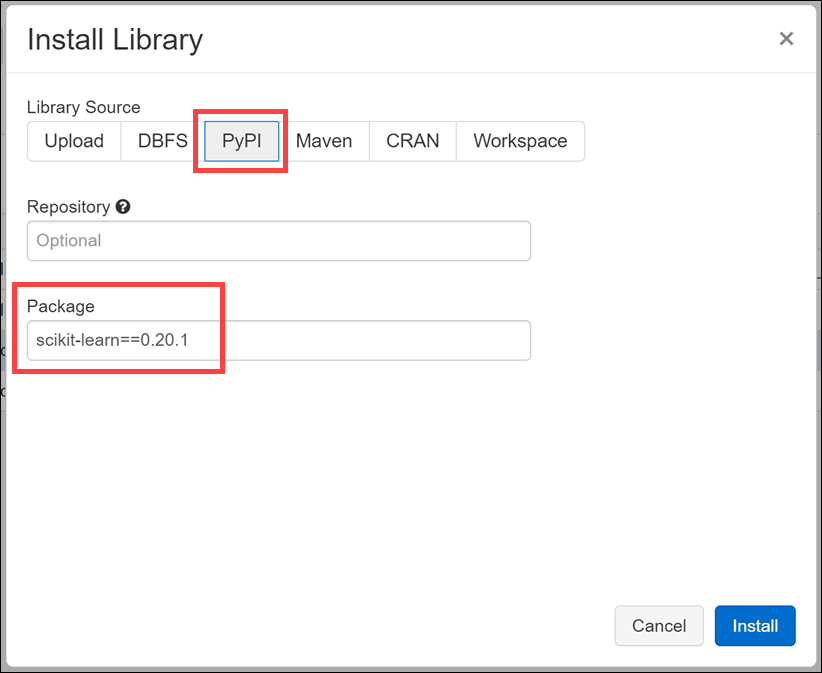 Install Library ×
Library Source
Upload DBFS PyPI Maven CRAN Workspace
Repository ?
Optional
Package
scikit-learn==0.20.1
Cancel Install